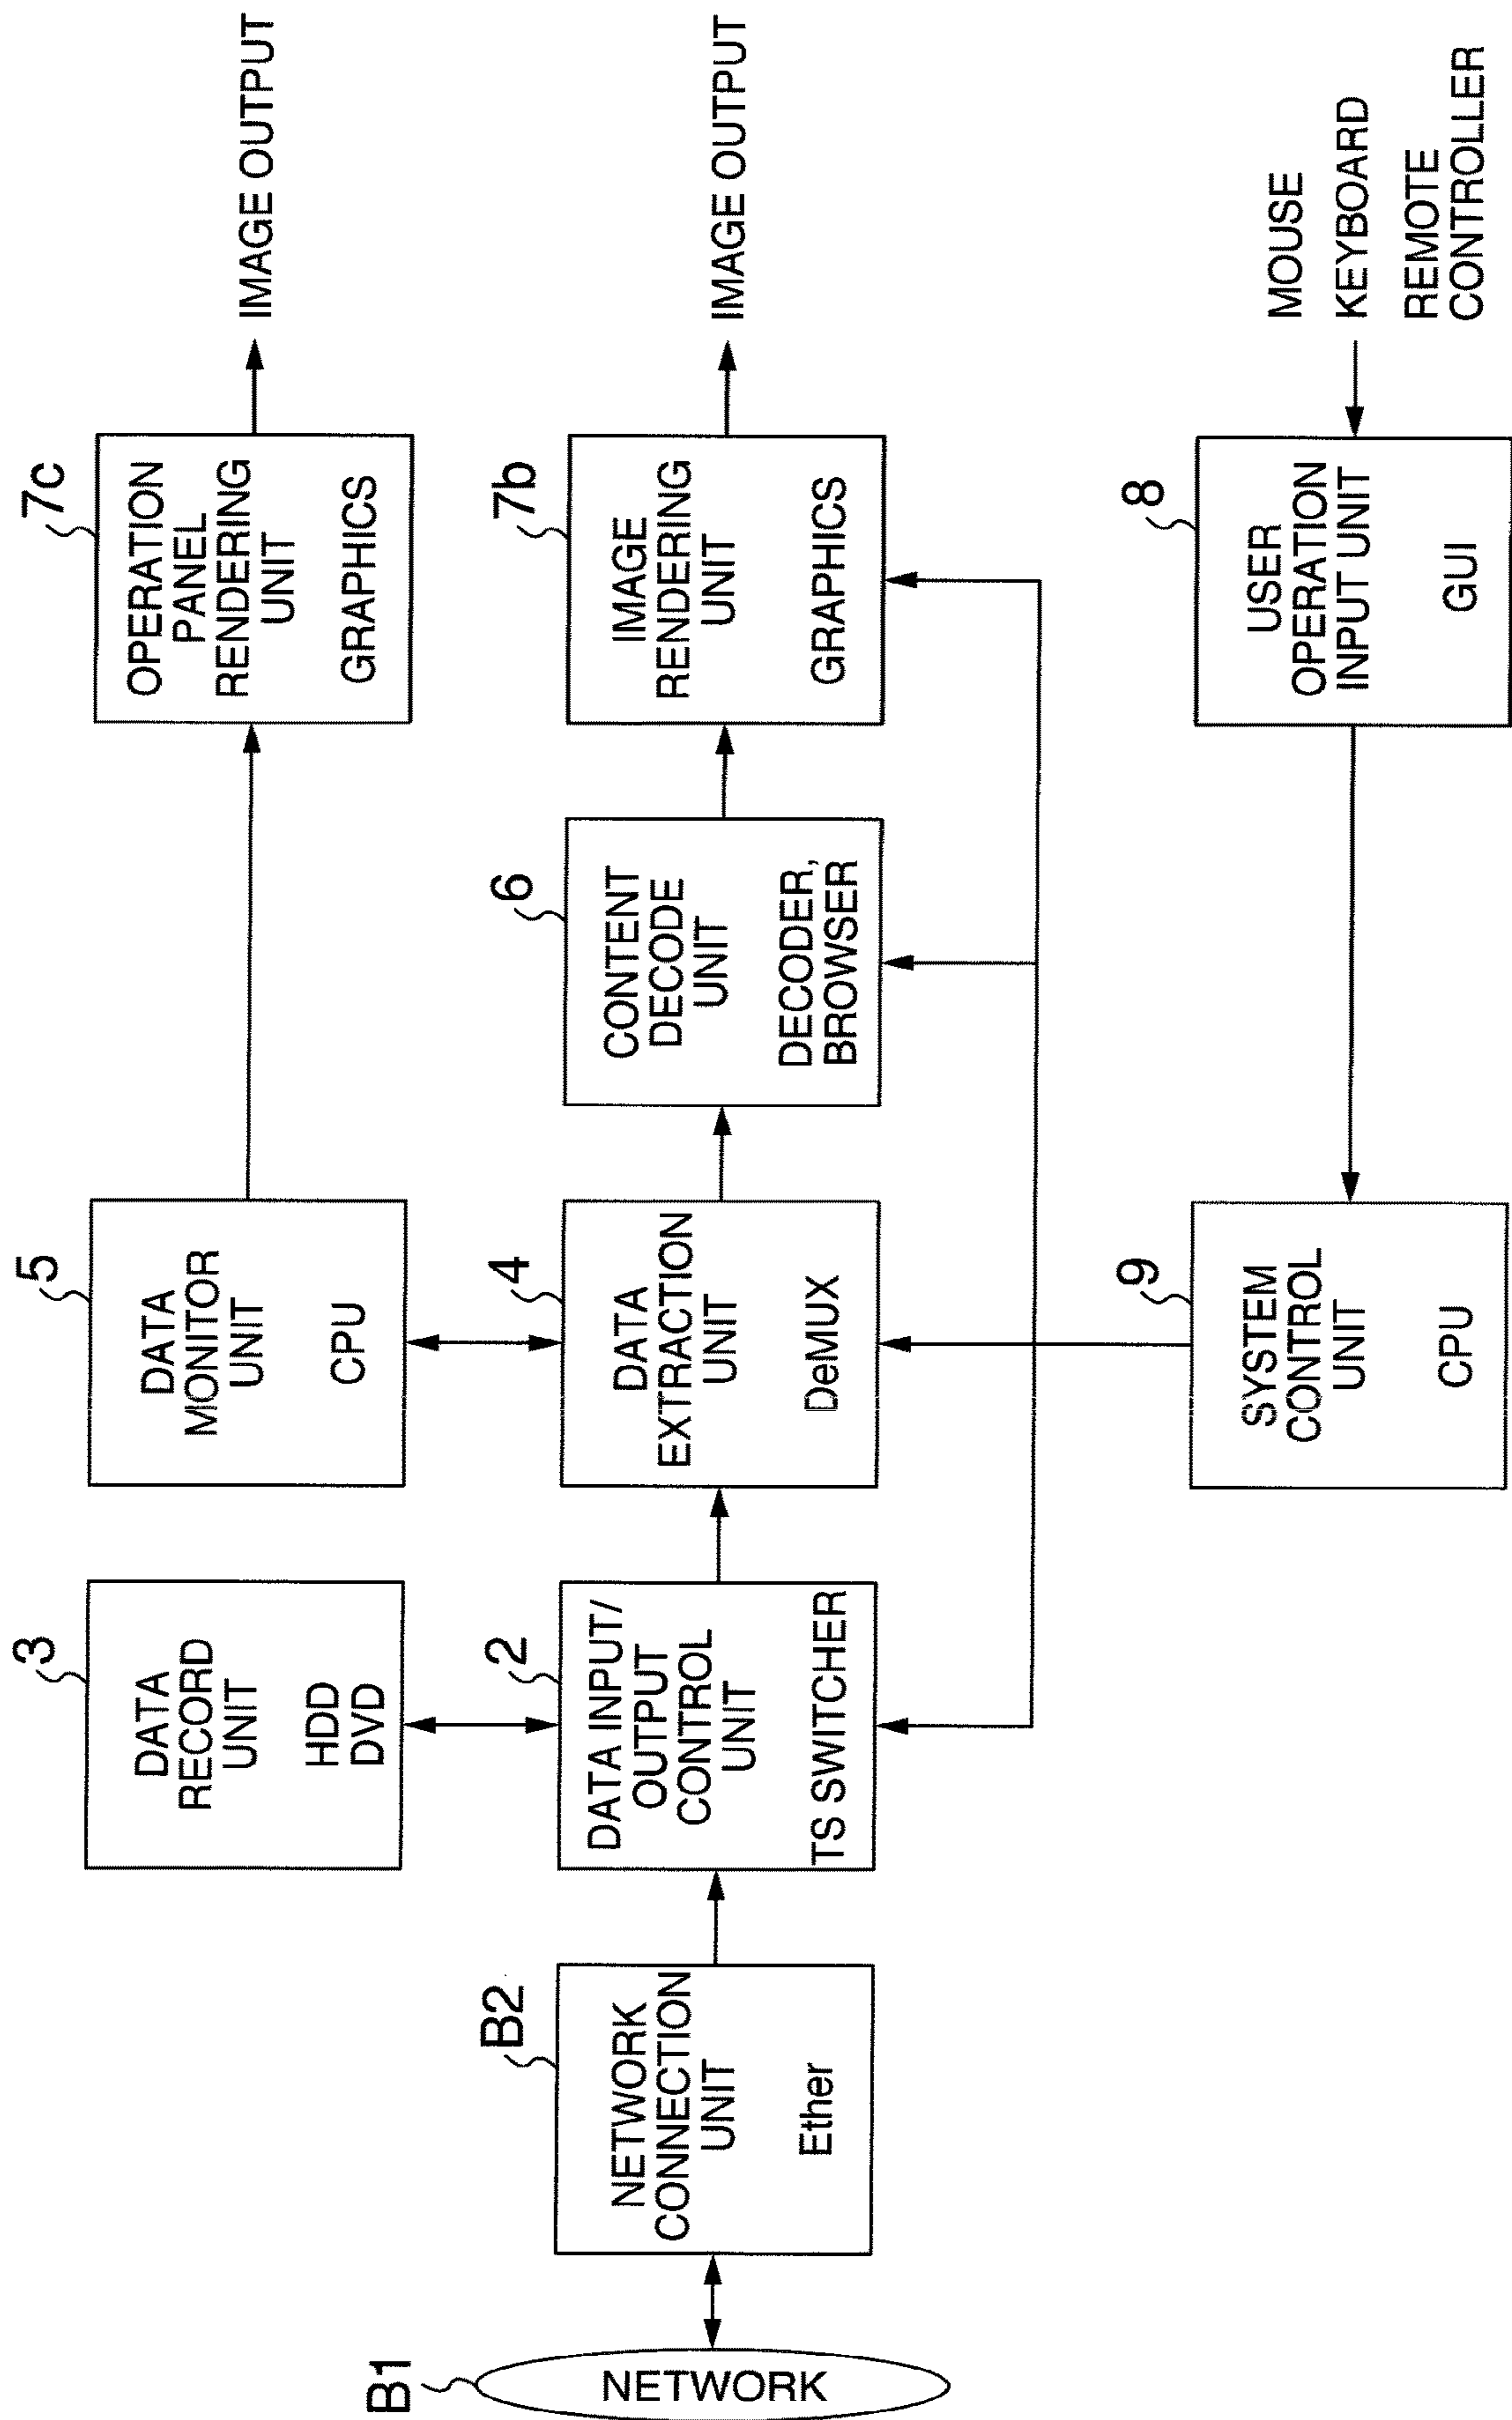 B1
NETWORK
B2
NETWORK
CONNECTION
UNIT
Ether
3
DATA
RECORD
UNIT
HDD
DVD
2
DATA INPUT/
OUTPUT
CONTROL
UNIT
TS SWITCHER
5
DATA
MONITOR
UNIT
CPU
4
DATA
EXTRACTION
UNIT
DeMUX
9
SYSTEM
CONTROL
UNIT
CPU
6
CONTENT
DECODE
UNIT
DECODER,
BROWSER
7c
OPERATION
PANEL
RENDERING
UNIT
GRAPHICS
IMAGE OUTPUT
7b
IMAGE
RENDERING
UNIT
GRAPHICS
IMAGE OUTPUT
8
USER
OPERATION
INPUT UNIT
GUI
MOUSE
KEYBOARD
REMOTE
CONTROLLER